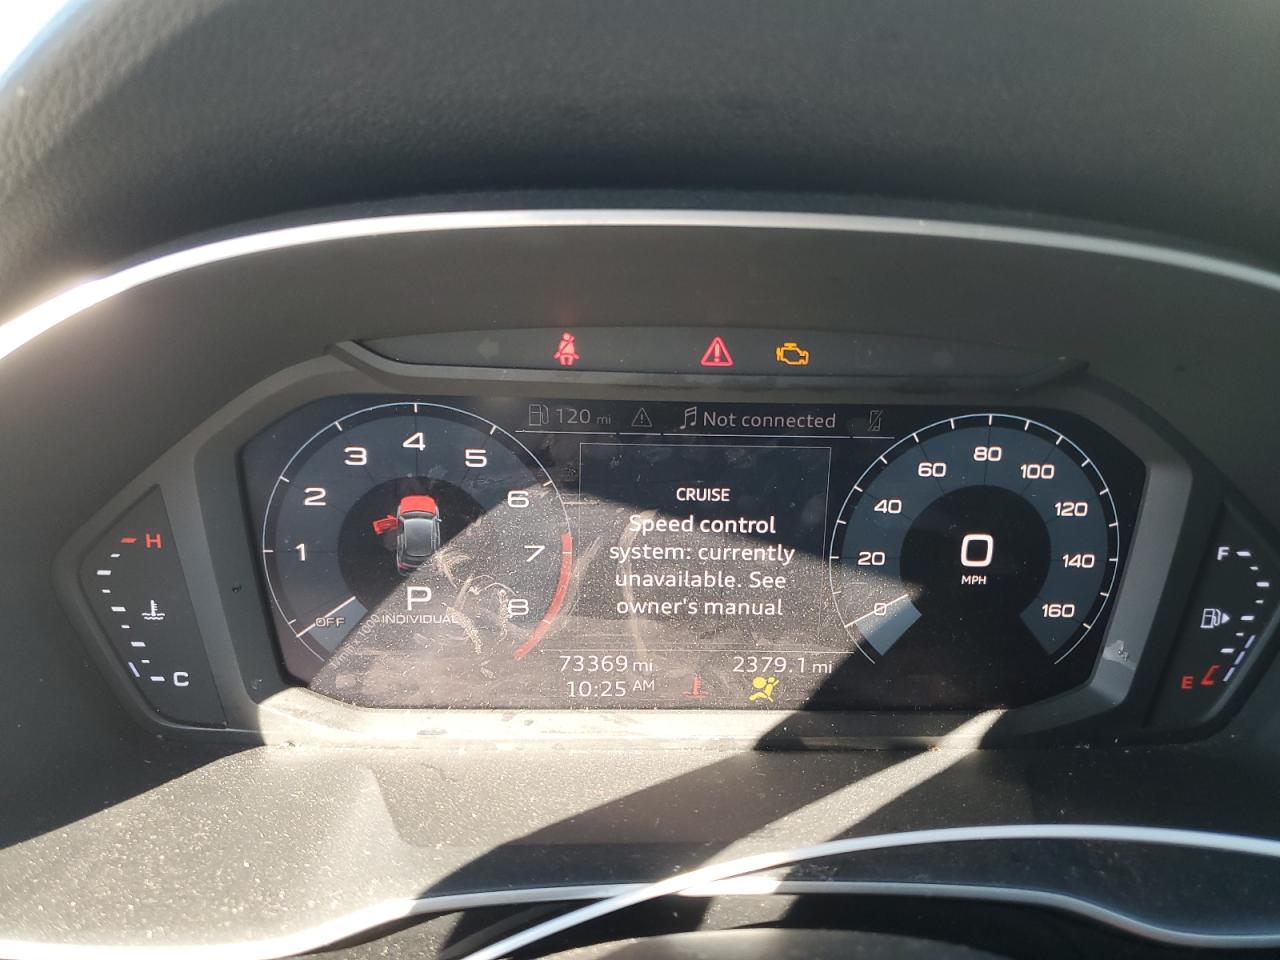 120 mi
Not connected
4
3
5
2
6
1
7
8
OFF
P
INDIVIDUAL
CRUISE
Speed control
system: currently
unavailable. See
owner's manual
73369 mi
2379.1 mi
10:25 AM
80
60
100
40
120
20
140
0
160
0
MPH
H
C
F
E